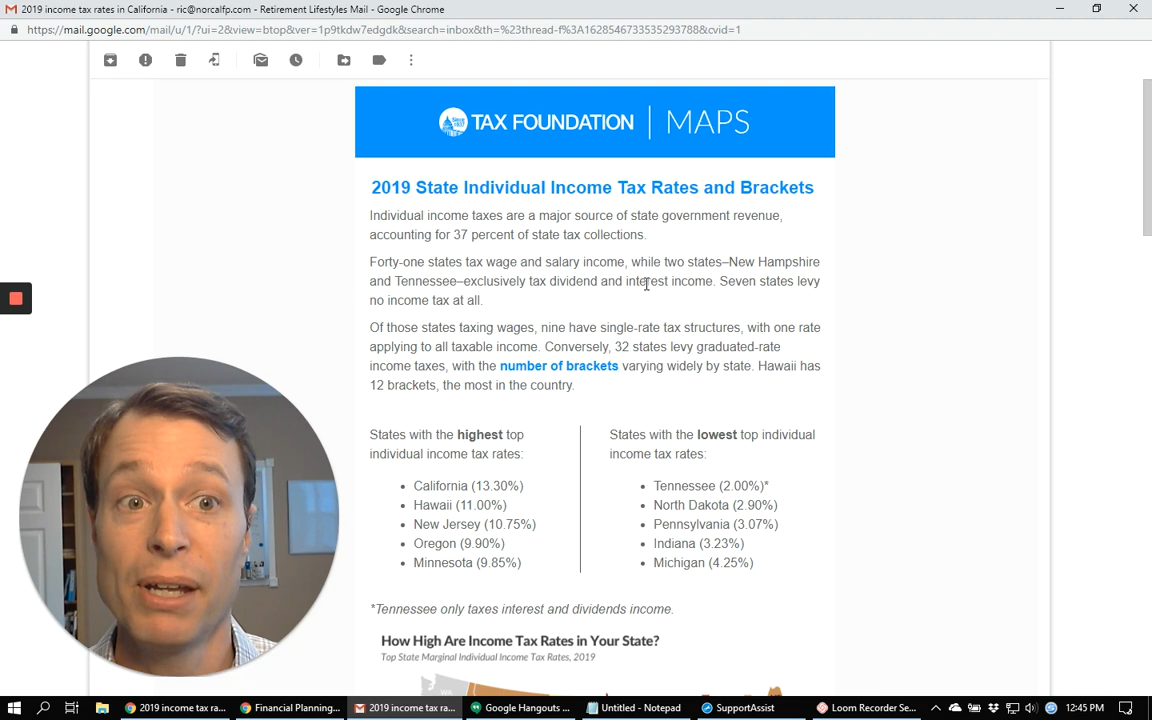 2019 income tax rates in California - ric@norcalfp.com - Retirement Lifestyles Mail - Google Chrome
https://mail.google.com/mail/u/1/?ui=2&view=btop&ver=1p9tkdw7edgdk&search=inbox&th=%23thread-f%3A1628546733535293788&cvid=1
TAX FOUNDATION | MAPS
2019 State Individual Income Tax Rates and Brackets
Individual income taxes are a major source of state government revenue,
accounting for 37 percent of state tax collections.
Forty-one states tax wage and salary income, while two states–New Hampshire
and Tennessee–exclusively tax dividend and interest income. Seven states levy
no income tax at all.
Of those states taxing wages, nine have single-rate tax structures, with one rate
applying to all taxable income. Conversely, 32 states levy graduated-rate
income taxes, with the number of brackets varying widely by state. Hawaii has
12 brackets, the most in the country.
States with the highest top
individual income tax rates:
• California (13.30%)
• Hawaii (11.00%)
• New Jersey (10.75%)
• Oregon (9.90%)
• Minnesota (9.85%)
States with the lowest top individual
income tax rates:
• Tennessee (2.00%)*
• North Dakota (2.90%)
• Pennsylvania (3.07%)
• Indiana (3.23%)
• Michigan (4.25%)
*Tennessee only taxes interest and dividends income.
How High Are Income Tax Rates in Your State?
Top State Marginal Individual Income Tax Rates, 2019
WA
2019 income tax ra...
Financial Planning...
2019 income tax ra...
Google Hangouts ...
Untitled - Notepad
SupportAssist
Loom Recorder Se...
12:45 PM